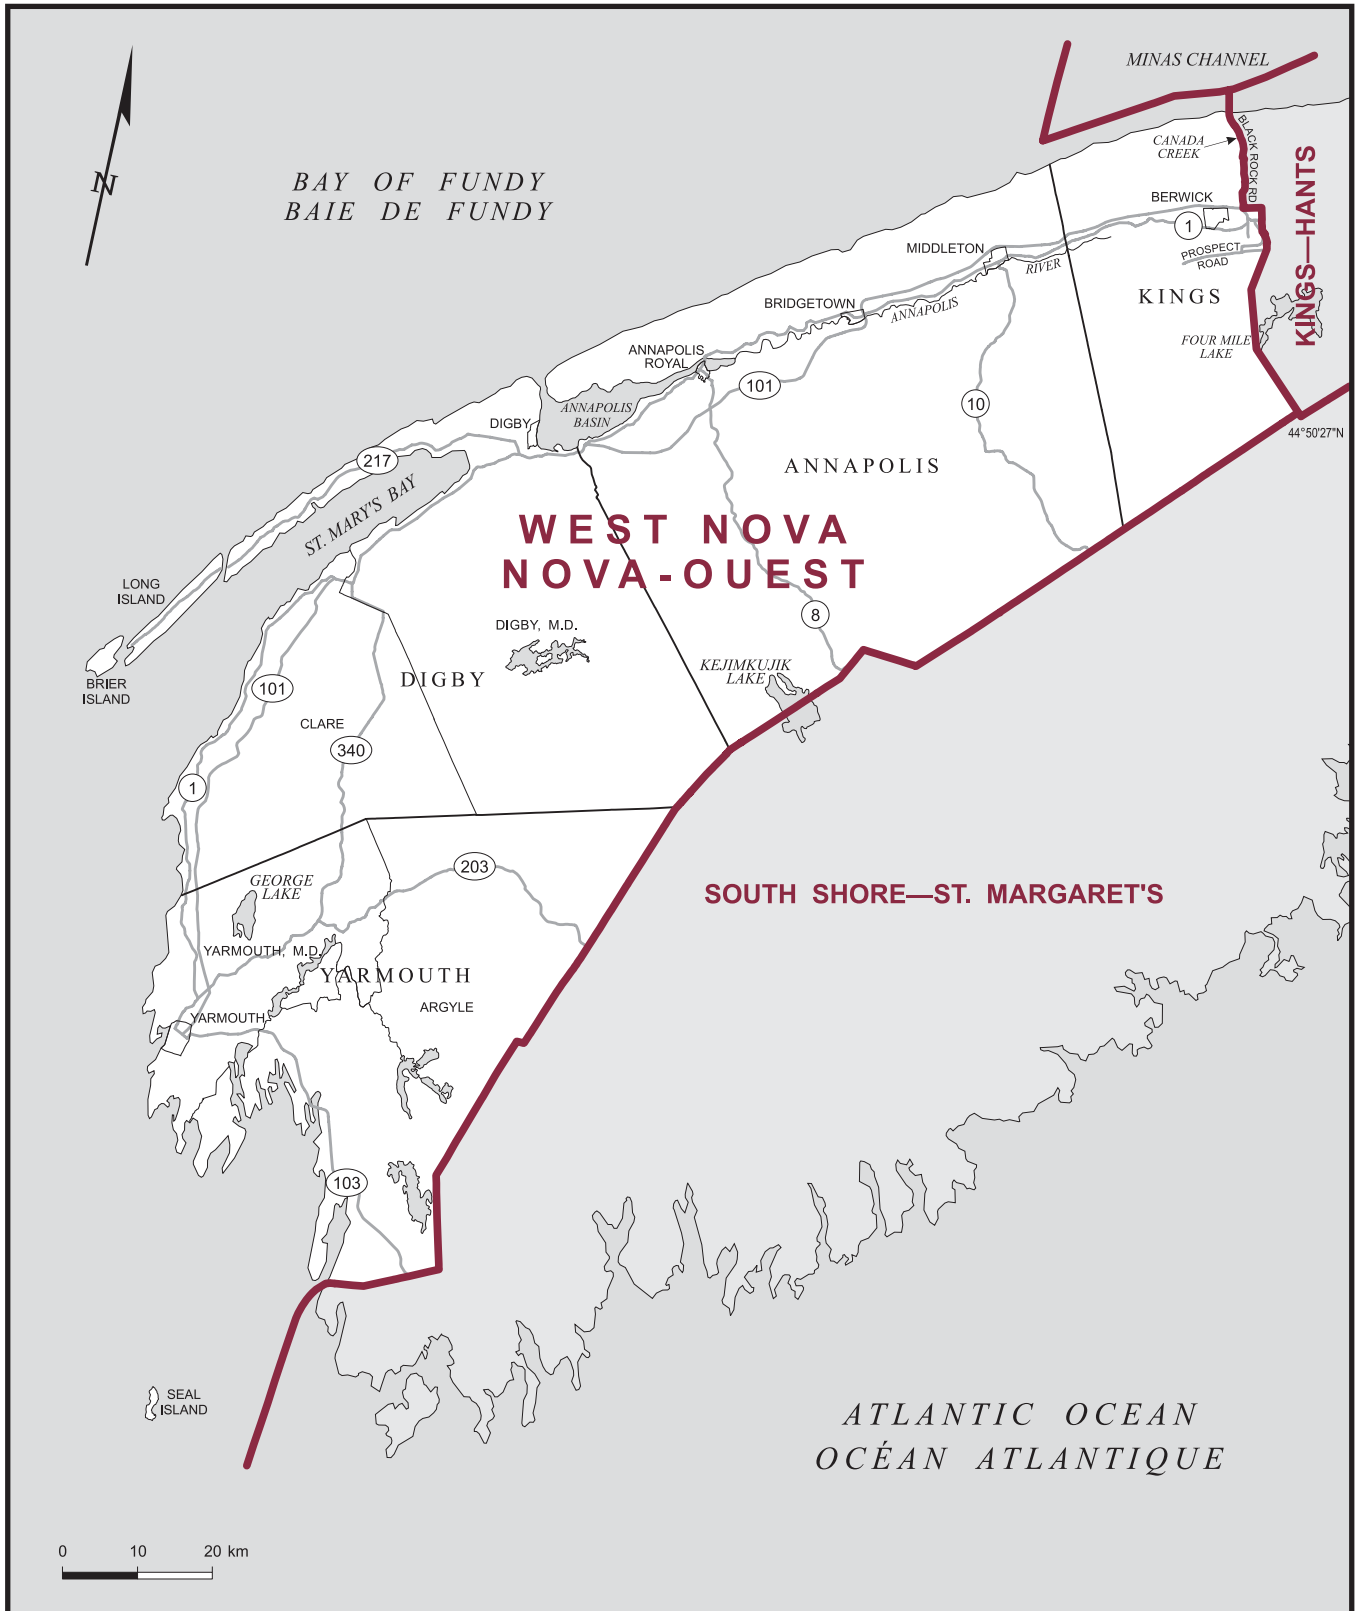 MINAS CHANNEL
N
BAY OF FUNDY
BAIE DE FUNDY
CANADA
CREEK
BLACK ROCK RD
KINGS—HANTS
BERWICK
1
PROSPECT
ROAD
MIDDLETON
RIVER
KINGS
BRIDGETOWN
ANNAPOLIS
FOUR MILE
LAKE
ANNAPOLIS
ROYAL
101
10
ANNAPOLIS
BASIN
DIGBY
44°50'27"N
217
ANNAPOLIS
ST. MARY'S BAY
WEST NOVA
NOVA-OUEST
LONG
ISLAND
8
DIGBY, M.D.
KEJIMKUJIK
LAKE
BRIER
ISLAND
101
DIGBY
CLARE
340
1
203
GEORGE
LAKE
SOUTH SHORE—ST. MARGARET'S
YARMOUTH, M.D.
YARMOUTH
ARGYLE
YARMOUTH
103
SEAL
ISLAND
ATLANTIC OCEAN
OCÉAN ATLANTIQUE
0 10 20 km